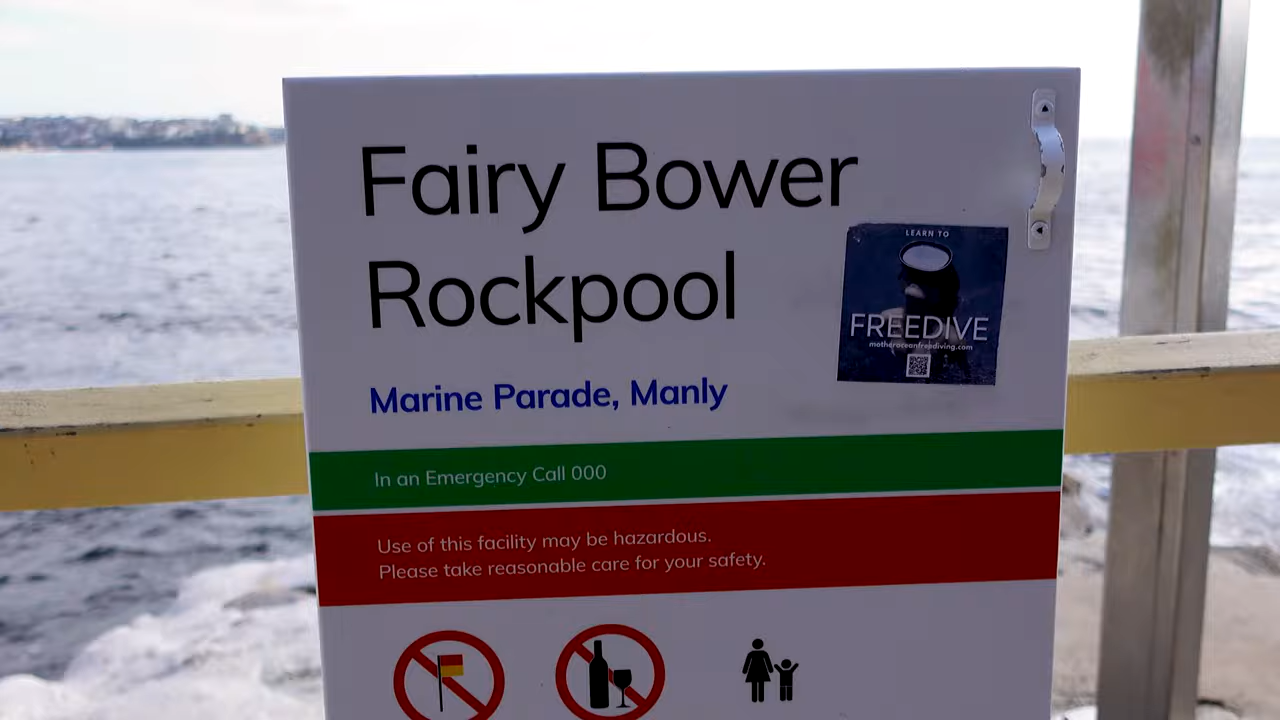 Fairy Bower
Rockpool
LEARN TO
FREEDIVE
motheroceanfreediving.com
Marine Parade, Manly
In an Emergency Call 000
Use of this facility may be hazardous.
Please take reasonable care for your safety.